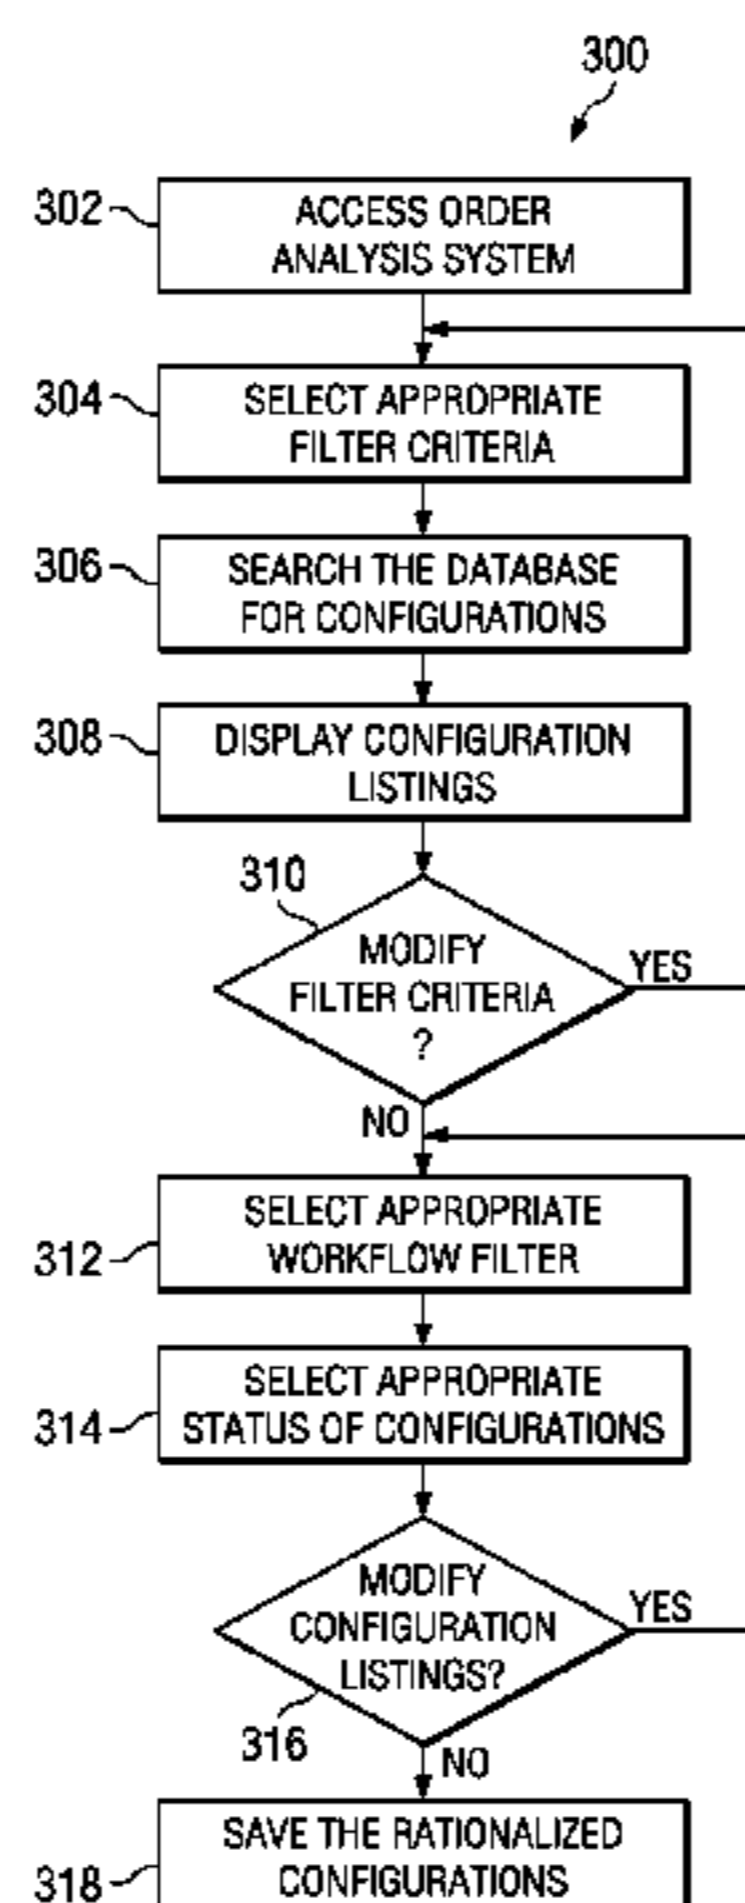 300
302
ACCESS ORDER
ANALYSIS SYSTEM
304
SELECT APPROPRIATE
FILTER CRITERIA
306
SEARCH THE DATABASE
FOR CONFIGURATIONS
308
DISPLAY CONFIGURATION
LISTINGS
310
MODIFY
FILTER CRITERIA
?
YES
NO
SELECT APPROPRIATE
WORKFLOW FILTER
312
SELECT APPROPRIATE
STATUS OF CONFIGURATIONS
314
MODIFY
CONFIGURATION
LISTINGS?
YES
316
NO
SAVE THE RATIONALIZED
CONFIGURATIONS
318